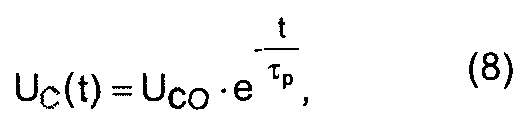 U_C(t) = U_CO · e^{-t/τ_p}, (8)